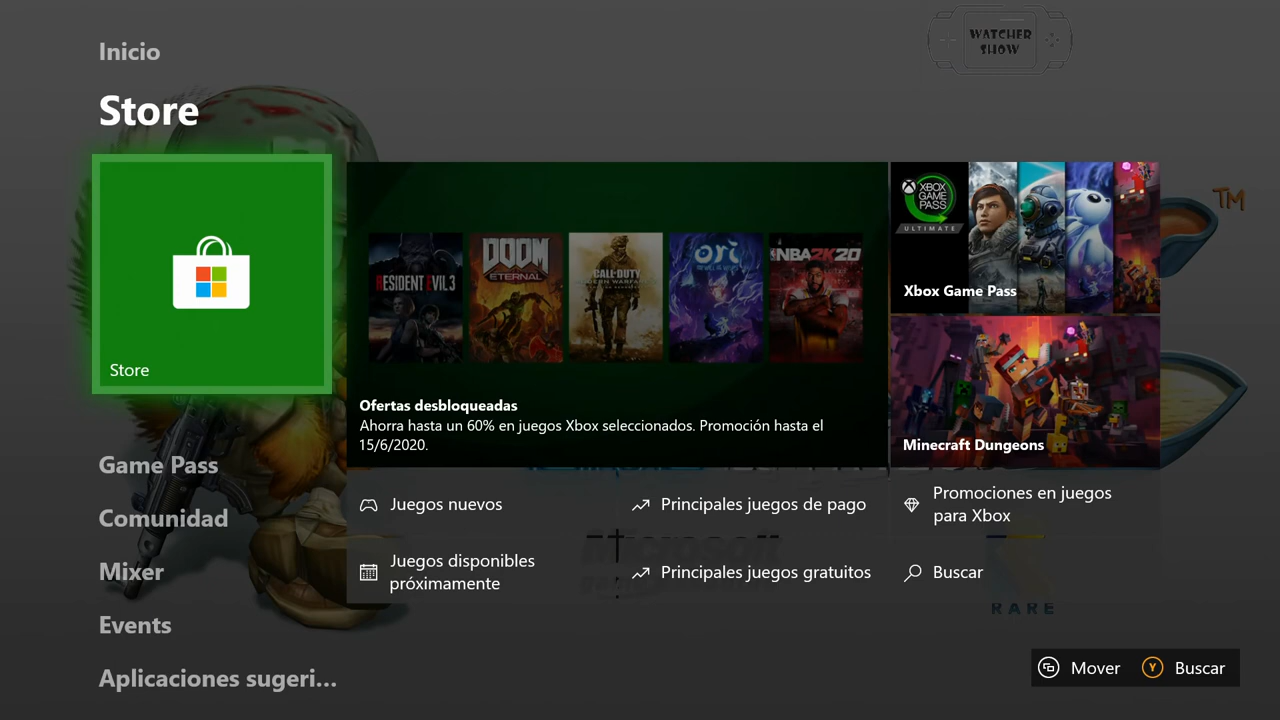 WATCHER
SHOW
Inicio
Store
TM
Store
RESIDENT EVIL 3
DOOM
ETERNAL
CALL·DUTY
MODERN WARFARE
ori
NBA2K20
Ofertas desbloqueadas
Ahorra hasta un 60% en juegos Xbox seleccionados. Promoción hasta el
15/6/2020.
XBOX
GAME
PASS
ULTIMATE
Xbox Game Pass
Minecraft Dungeons
Game Pass
Comunidad
Mixer
Events
Aplicaciones sugeri...
Juegos nuevos
Principales juegos de pago
Promociones en juegos
para Xbox
Juegos disponibles
próximamente
Principales juegos gratuitos
Buscar
Microsoft
RARE
Mover
Y
Buscar